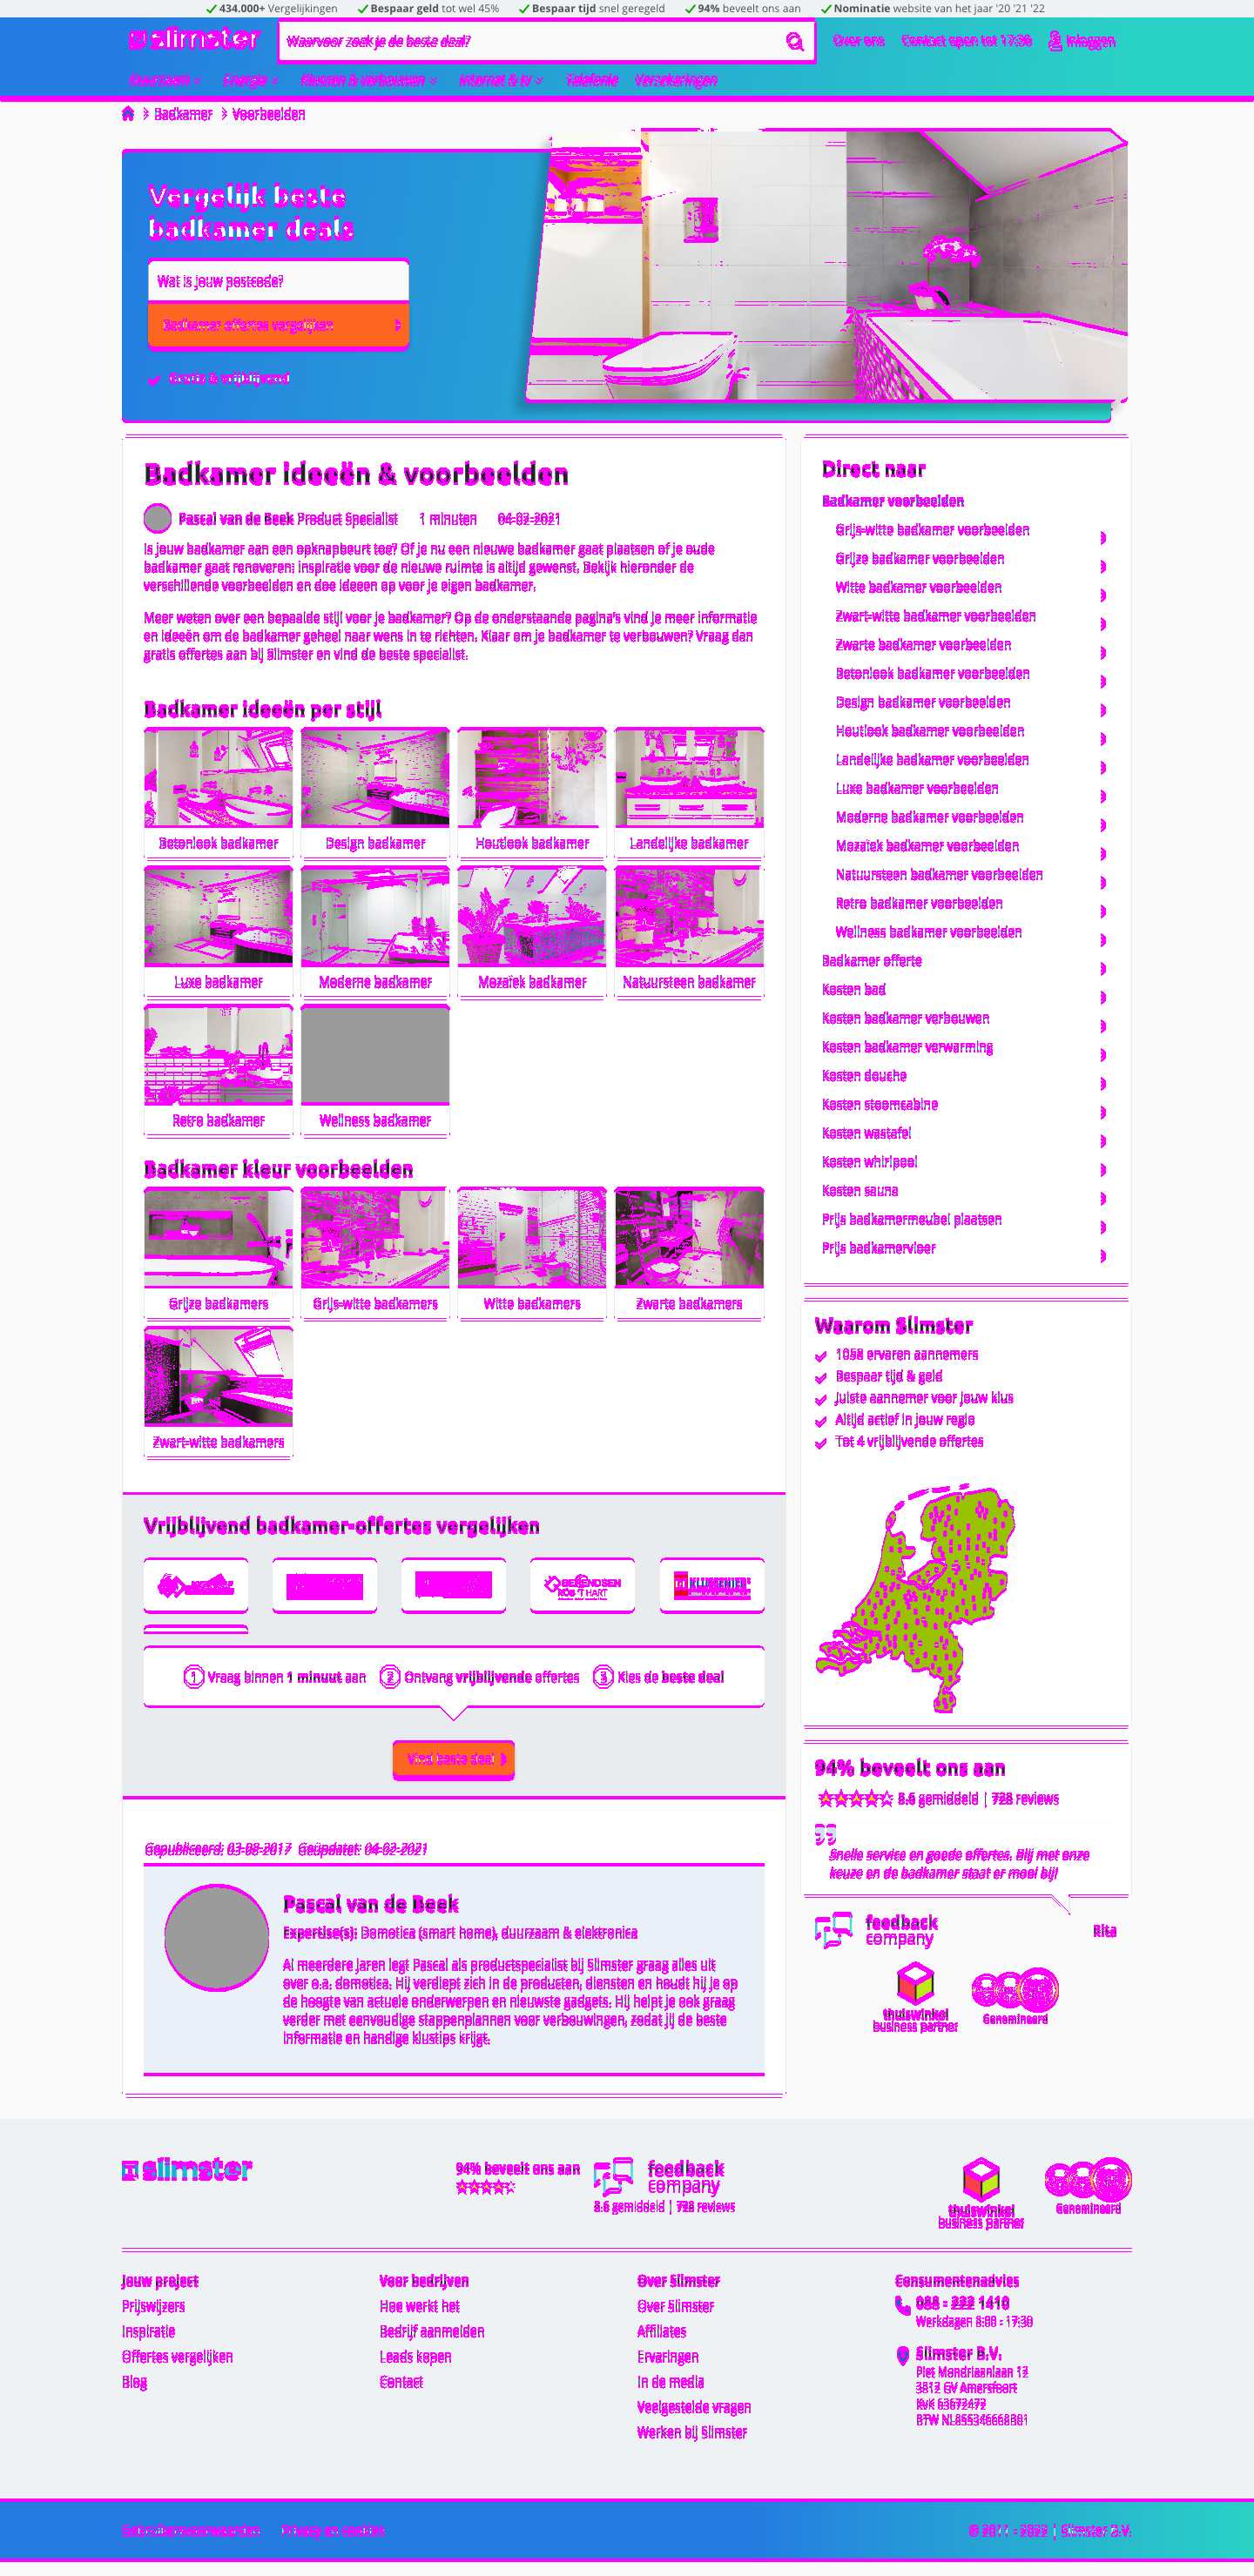 434.000+ Vergelijkingen Bespaar geld tot wel 45% Bespaar tijd snel geregeld 94% beveelt ons aan Nominatie website van het jaar '20 '21 '22
slimster Waarvoor zoek je de beste deal? Over ons Contact open tot 17:30 Inloggen
Duurzaam Energie Klussen & verbouwen Internet & tv Telefonie Verzekeringen
Badkamer Voorbeelden
Vergelijk beste
badkamer deals
Wat is jouw postcode?
Badkamer offertes vergelijken
Gratis & vrijblijvend
Badkamer ideeën & voorbeelden
Pascal van de Beek Product Specialist 1 minuten 04-02-2021
Is jouw badkamer aan een opknapbeurt toe? Of je nu een nieuwe badkamer gaat plaatsen of je oude
badkamer gaat renoveren: inspiratie voor de nieuwe ruimte is altijd gewenst. Bekijk hieronder de
verschillende voorbeelden en doe ideeën op voor je eigen badkamer.
Meer weten over een bepaalde stijl voor je badkamer? Op de onderstaande pagina's vind je meer informatie
en ideeën om de badkamer geheel naar wens in te richten. Klaar om je badkamer te verbouwen? Vraag dan
gratis offertes aan bij Slimster en vind de beste specialist.
Badkamer ideeën per stijl
Betonlook badkamer Design badkamer Houtlook badkamer Landelijke badkamer
Luxe badkamer Moderne badkamer Mozaïek badkamer Natuursteen badkamer
Retro badkamer Wellness badkamer
Badkamer kleur voorbeelden
Grijze badkamers Grijs-witte badkamers Witte badkamers Zwarte badkamers
Zwart-witte badkamers
Vrijblijvend badkamer-offertes vergelijken
BERENDSEN
ROB 'T HART
KLUSSENIER
1 Vraag binnen 1 minuut aan 2 Ontvang vrijblijvende offertes 3 Kies de beste deal
Vind beste deal
Gepubliceerd: 03-08-2017 Geüpdatet: 04-02-2021
Pascal van de Beek
Expertise(s): Domotica (smart home), duurzaam & elektronica
Al meerdere jaren legt Pascal als productspecialist bij Slimster graag alles uit
over o.a. domotica. Hij verdiept zich in de producten, diensten en houdt hij je op
de hoogte van actuele onderwerpen en nieuwste gadgets. Hij helpt je ook graag
verder met eenvoudige stappenplannen voor verbouwingen, zodat jij de beste
informatie en handige klustips krijgt.
Direct naar
Badkamer voorbeelden
Grijs-witte badkamer voorbeelden
Grijze badkamer voorbeelden
Witte badkamer voorbeelden
Zwart-witte badkamer voorbeelden
Zwarte badkamer voorbeelden
Betonlook badkamer voorbeelden
Design badkamer voorbeelden
Houtlook badkamer voorbeelden
Landelijke badkamer voorbeelden
Luxe badkamer voorbeelden
Moderne badkamer voorbeelden
Mozaïek badkamer voorbeelden
Natuursteen badkamer voorbeelden
Retro badkamer voorbeelden
Wellness badkamer voorbeelden
Badkamer offerte
Kosten bad
Kosten badkamer verbouwen
Kosten badkamer verwarming
Kosten douche
Kosten stoomcabine
Kosten wastafel
Kosten whirlpool
Kosten sauna
Prijs badkamermeubel plaatsen
Prijs badkamervloer
Waarom Slimster
1058 ervaren aannemers
Bespaar tijd & geld
Juiste aannemer voor jouw klus
Altijd actief in jouw regio
Tot 4 vrijblijvende offertes
94% beveelt ons aan
8.6 gemiddeld | 728 reviews
Snelle service en goede offertes. Blij met onze
keuze en de badkamer staat er mooi bij!
feedback
company
Rita
thuiswinkel
business partner
Genomineerd
slimster
94% beveelt ons aan
feedback
company
8.6 gemiddeld | 728 reviews
thuiswinkel
business partner
Genomineerd
Jouw project
Prijswijzers
Inspiratie
Offertes vergelijken
Blog
Voor bedrijven
Hoe werkt het
Bedrijf aanmelden
Leads kopen
Contact
Over Slimster
Over Slimster
Affiliates
Ervaringen
In de media
Veelgestelde vragen
Werken bij Slimster
Consumentenadvies
088 - 222 1410
Werkdagen 8:00 - 17:30
Slimster B.V.
Piet Mondriaanlaan 12
3812 GV Amersfoort
KvK 63672472
Gebruikersvoorwaarden Privacy en cookies
© 2011 - 2022 | Slimster B.V.